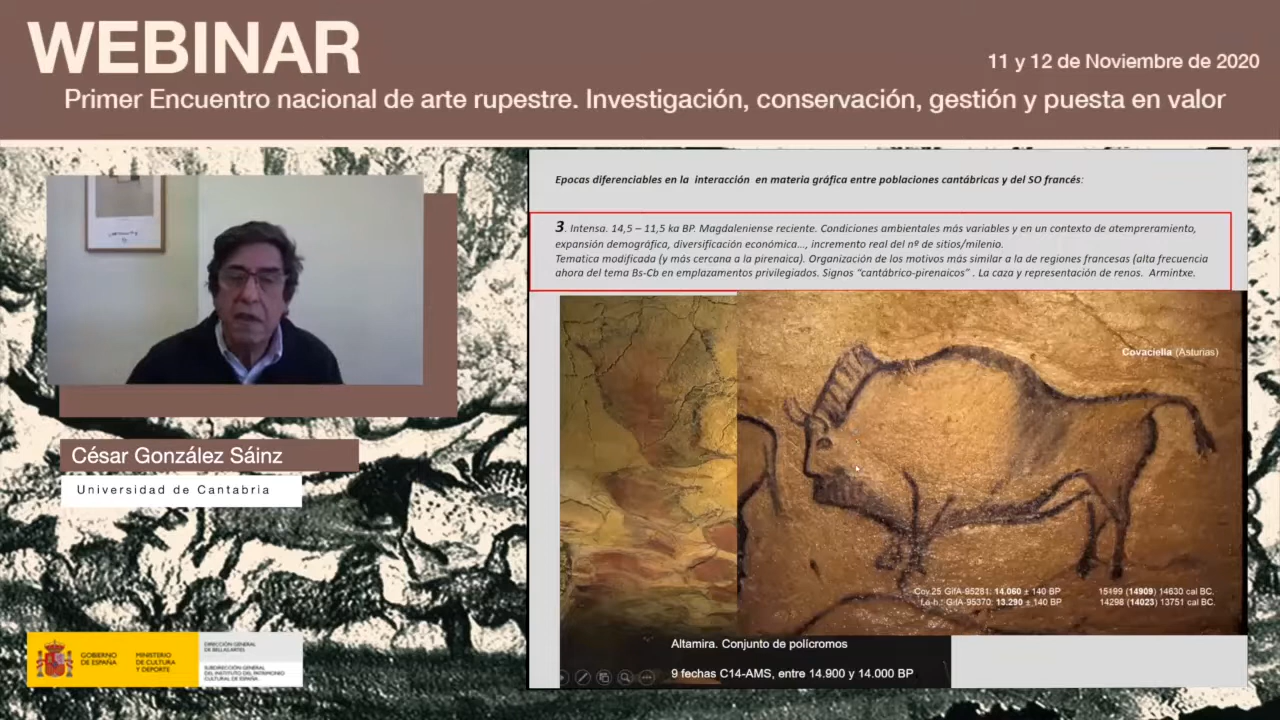 WEBINAR
11 y 12 de Noviembre de 2020
Primer Encuentro nacional de arte rupestre. Investigación, conservación, gestión y puesta en valor
Epocas diferenciables en la interacción en materia gráfica entre poblaciones cantábricas y del SO francés:
3. Intensa. 14,5 – 11,5 ka BP. Magdaleniense reciente. Condiciones ambientales más variables y en un contexto de atempreramiento,
expansión demográfica, diversificación económica..., incremento real del nº de sitios/milenio.
Tematica modificada (y más cercana a la pirenaica). Organización de los motivos más similar a la de regiones francesas (alta frecuencia
ahora del tema Bs-Cb en emplazamientos privilegiados. Signos "cantábrico-pirenaicos" . La caza y representación de renos. Armintxe.
Covaciella (Asturias)
César González Sáinz
Universidad de Cantabria
Cov.25 GifA-95281: 14.060 ± 140 BP 15199 (14909) 14630 cal BC.
GifA-95370: 13.290 ± 140 BP 14298 (14023) 13751 cal BC.
Altamira. Conjunto de polícromos
9 fechas C14-AMS, entre 14.900 y 14.000 BP
GOBIERNO
DE ESPAÑA
MINISTERIO
DE CULTURA
Y DEPORTE
DIRECCIÓN GENERAL
DE BELLAS ARTES
SUBDIRECCIÓN GENERAL
DEL INSTITUTO DEL PATRIMONIO
CULTURAL DE ESPAÑA